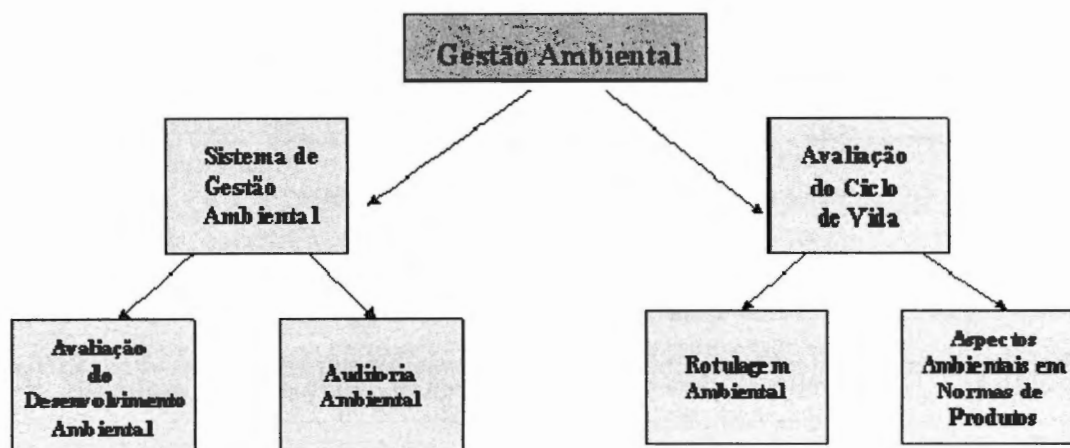 Gestão Ambiental
Sistema de
Gestão
Ambiental
Avaliação
do Ciclo
de Vida
Avaliação
do
Desenvolvimento
Ambiental
Auditoria
Ambiental
Rotulagem
Ambiental
Aspectos
Ambientais em
Normas de
Produtos